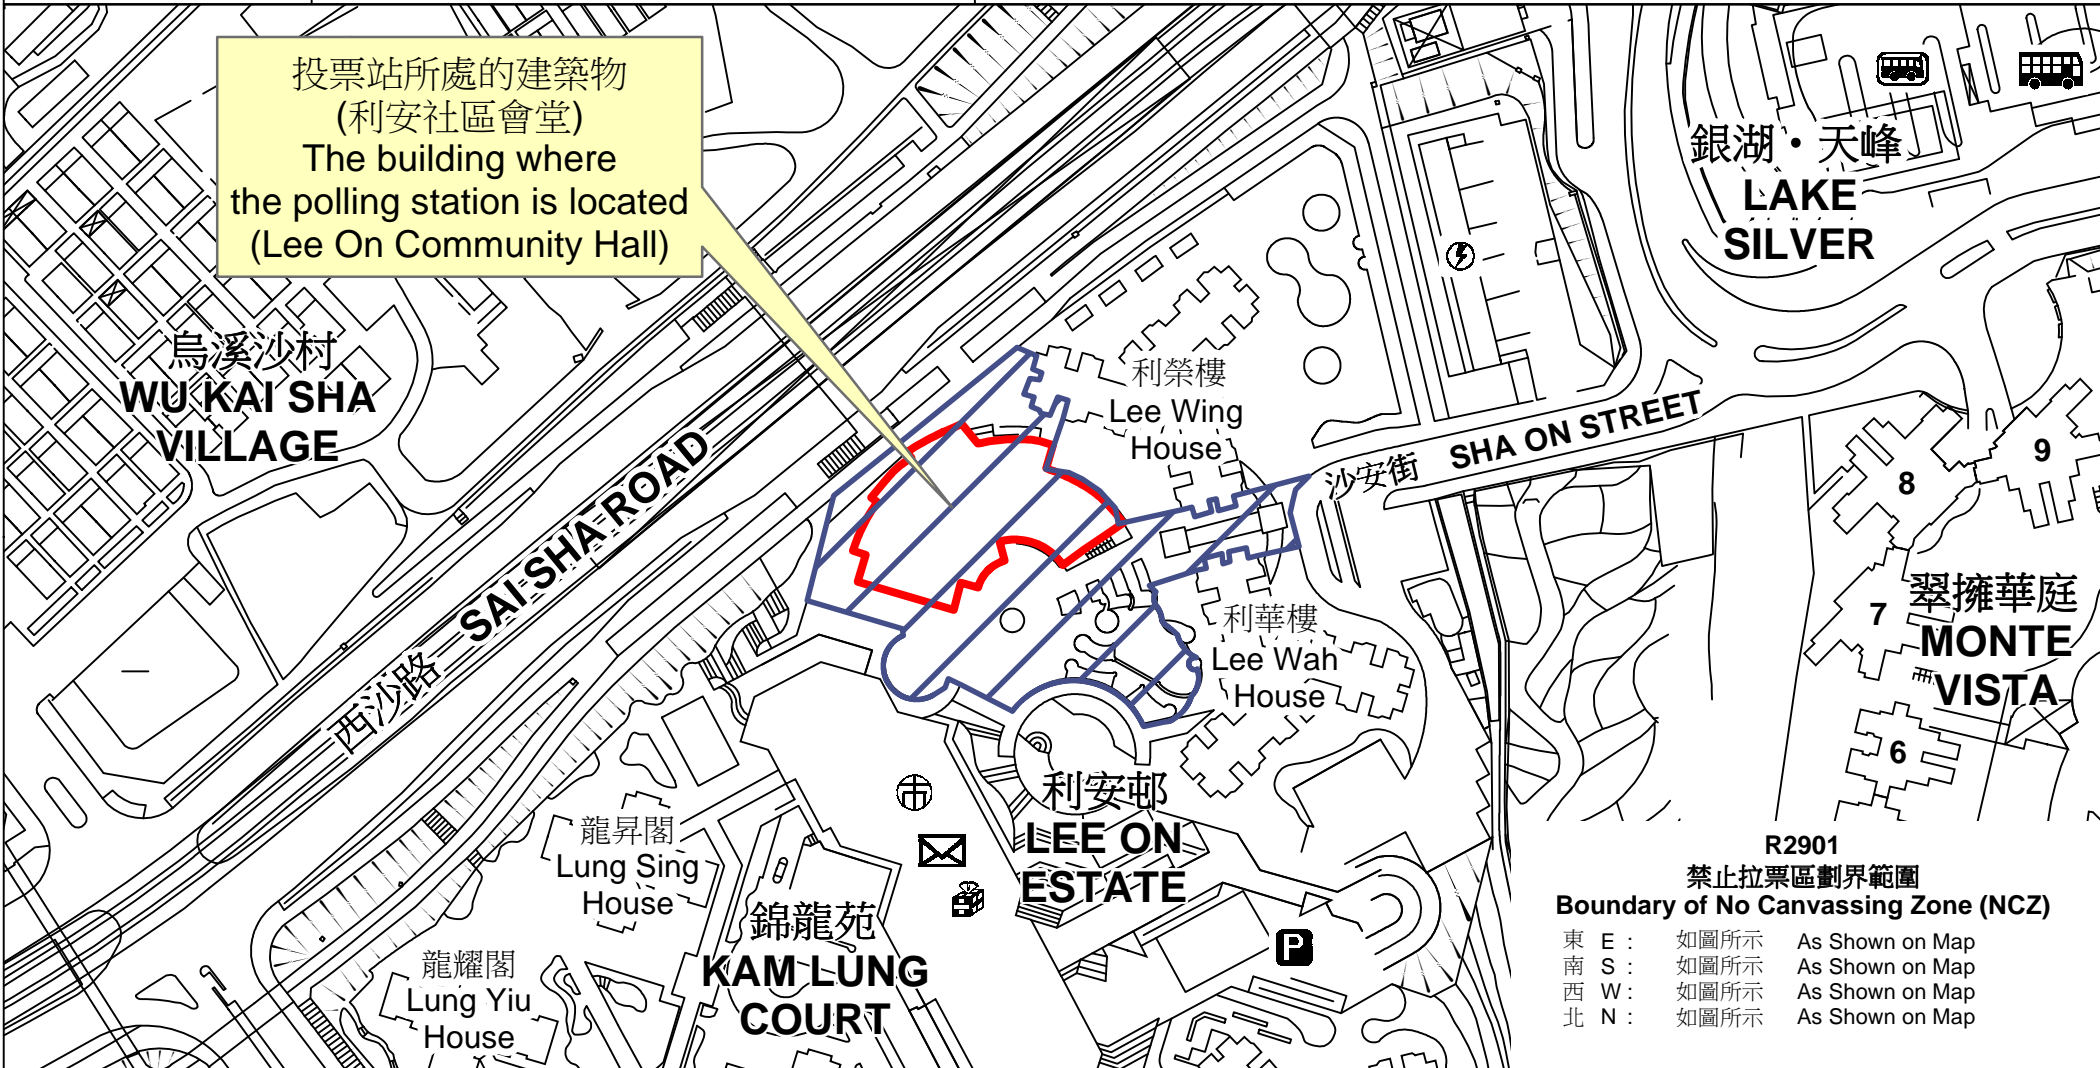 投票站所處的建築物
(利安社區會堂)
The building where
the polling station is located
(Lee On Community Hall)
銀湖・天峰
LAKE
SILVER
烏溪沙村
WU KAI SHA
VILLAGE
利榮樓
Lee Wing
House
沙安街 SHA ON STREET
西沙路 SAI SHA ROAD
8
9
7
6
翠擁華庭
MONTE
VISTA
利華樓
Lee Wah
House
利安邨
LEE ON
ESTATE
龍昇閣
Lung Sing
House
錦龍苑
KAM LUNG
COURT
龍耀閣
Lung Yiu
House
市
P
R2901
禁止拉票區劃界範圍
Boundary of No Canvassing Zone (NCZ)
東 E : 如圖所示 As Shown on Map
南 S : 如圖所示 As Shown on Map
西 W : 如圖所示 As Shown on Map
北 N : 如圖所示 As Shown on Map